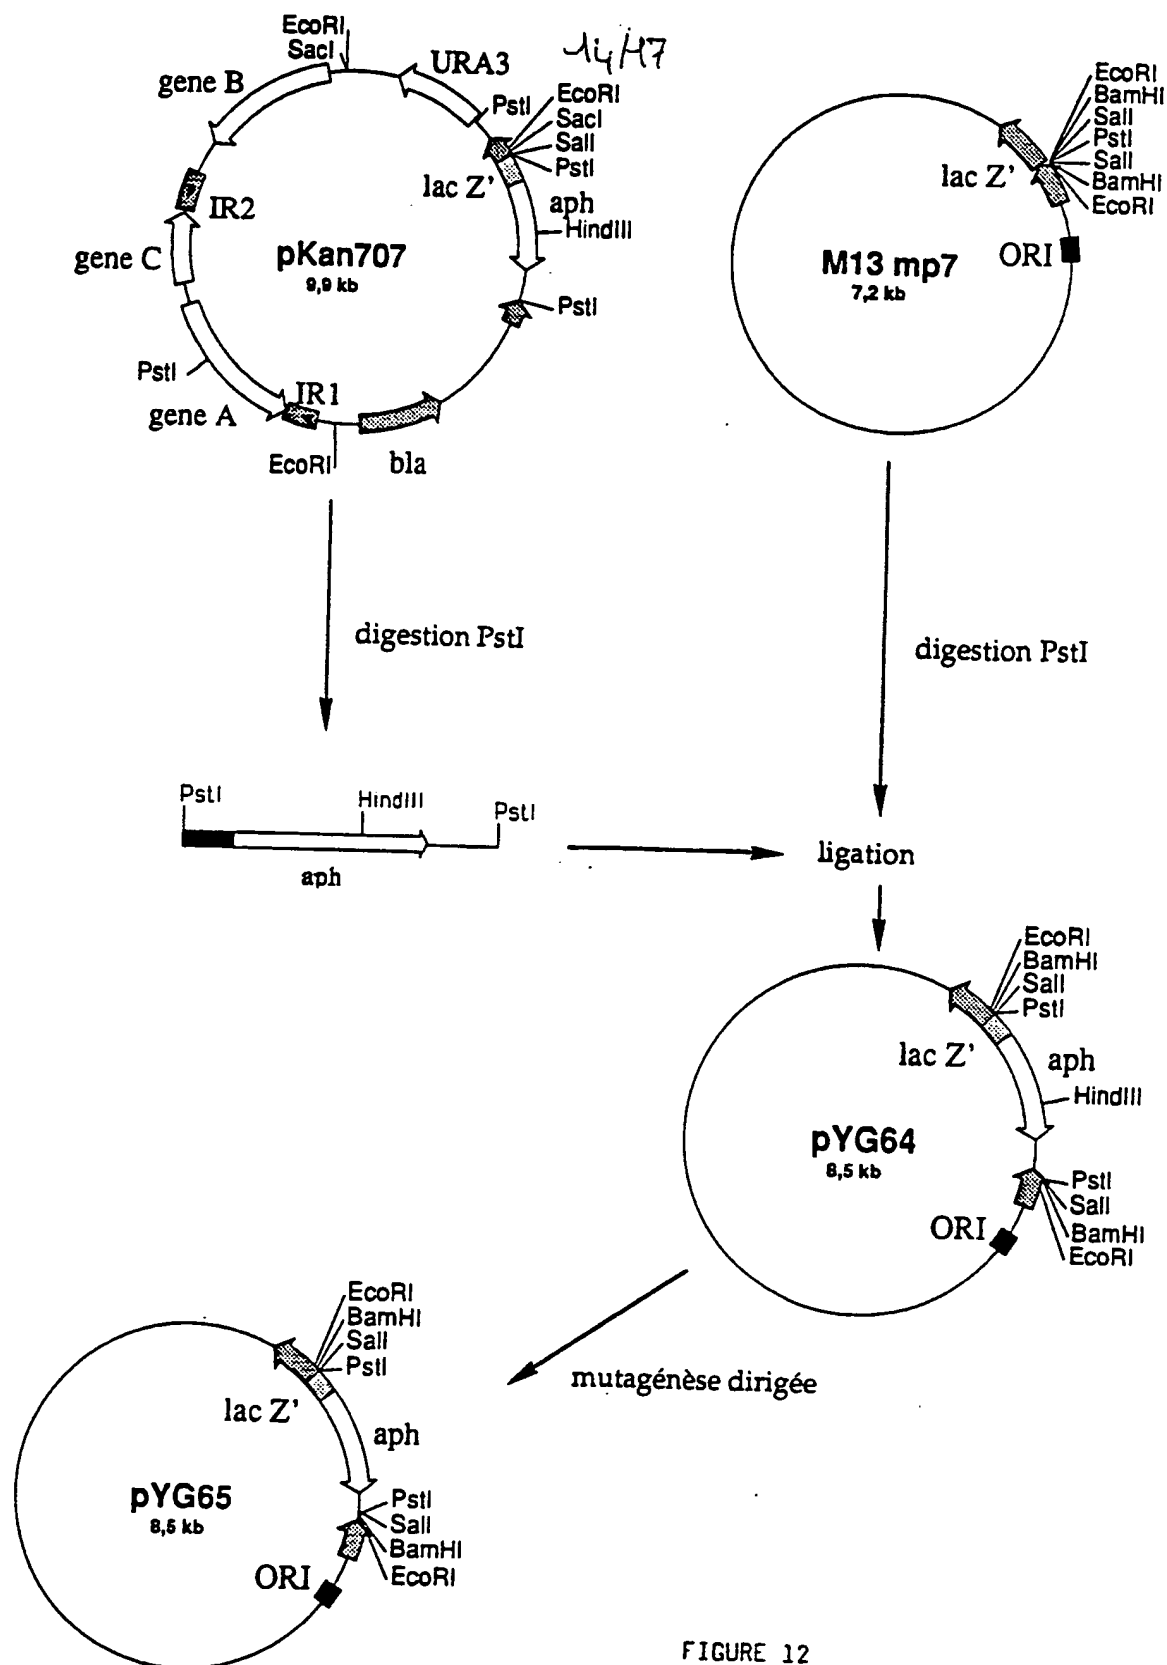 14/17
EcoRI
SacI
URA3
gene B
PstI
EcoRI
SacI
SalI
PstI
lac Z'
aph
HindIII
IR2
gene C
pKan707
9,9 kb
PstI
PstI
IR1
gene A
EcoRI
bla
EcoRI
BamHI
SalI
PstI
SalI
BamHI
EcoRI
lac Z'
ORI
M13 mp7
7,2 kb
digestion PstI
digestion PstI
PstI
HindIII
PstI
aph
ligation
EcoRI
BamHI
SalI
PstI
lac Z'
aph
HindIII
pYG64
8,5 kb
PstI
SalI
BamHI
EcoRI
ORI
mutagénèse dirigée
EcoRI
BamHI
SalI
PstI
lac Z'
aph
pYG65
8,5 kb
PstI
SalI
BamHI
EcoRI
ORI
FIGURE 12